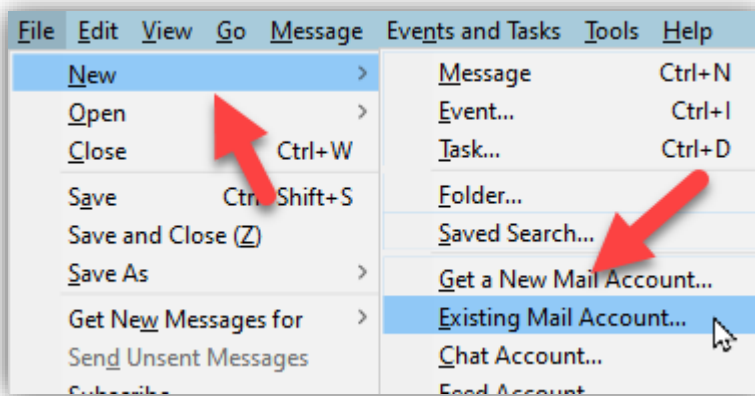 File Edit View Go Message Events and Tasks Tools Help
New
Open
Close Ctrl+W
Save Shift+S
Save and Close (Z)
Save As
Get New Messages for
Send Unsent Messages
Message Ctrl+N
Event... Ctrl+I
Task... Ctrl+D
Folder...
Saved Search...
Get a New Mail Account...
Existing Mail Account...
Chat Account...
Feed Account